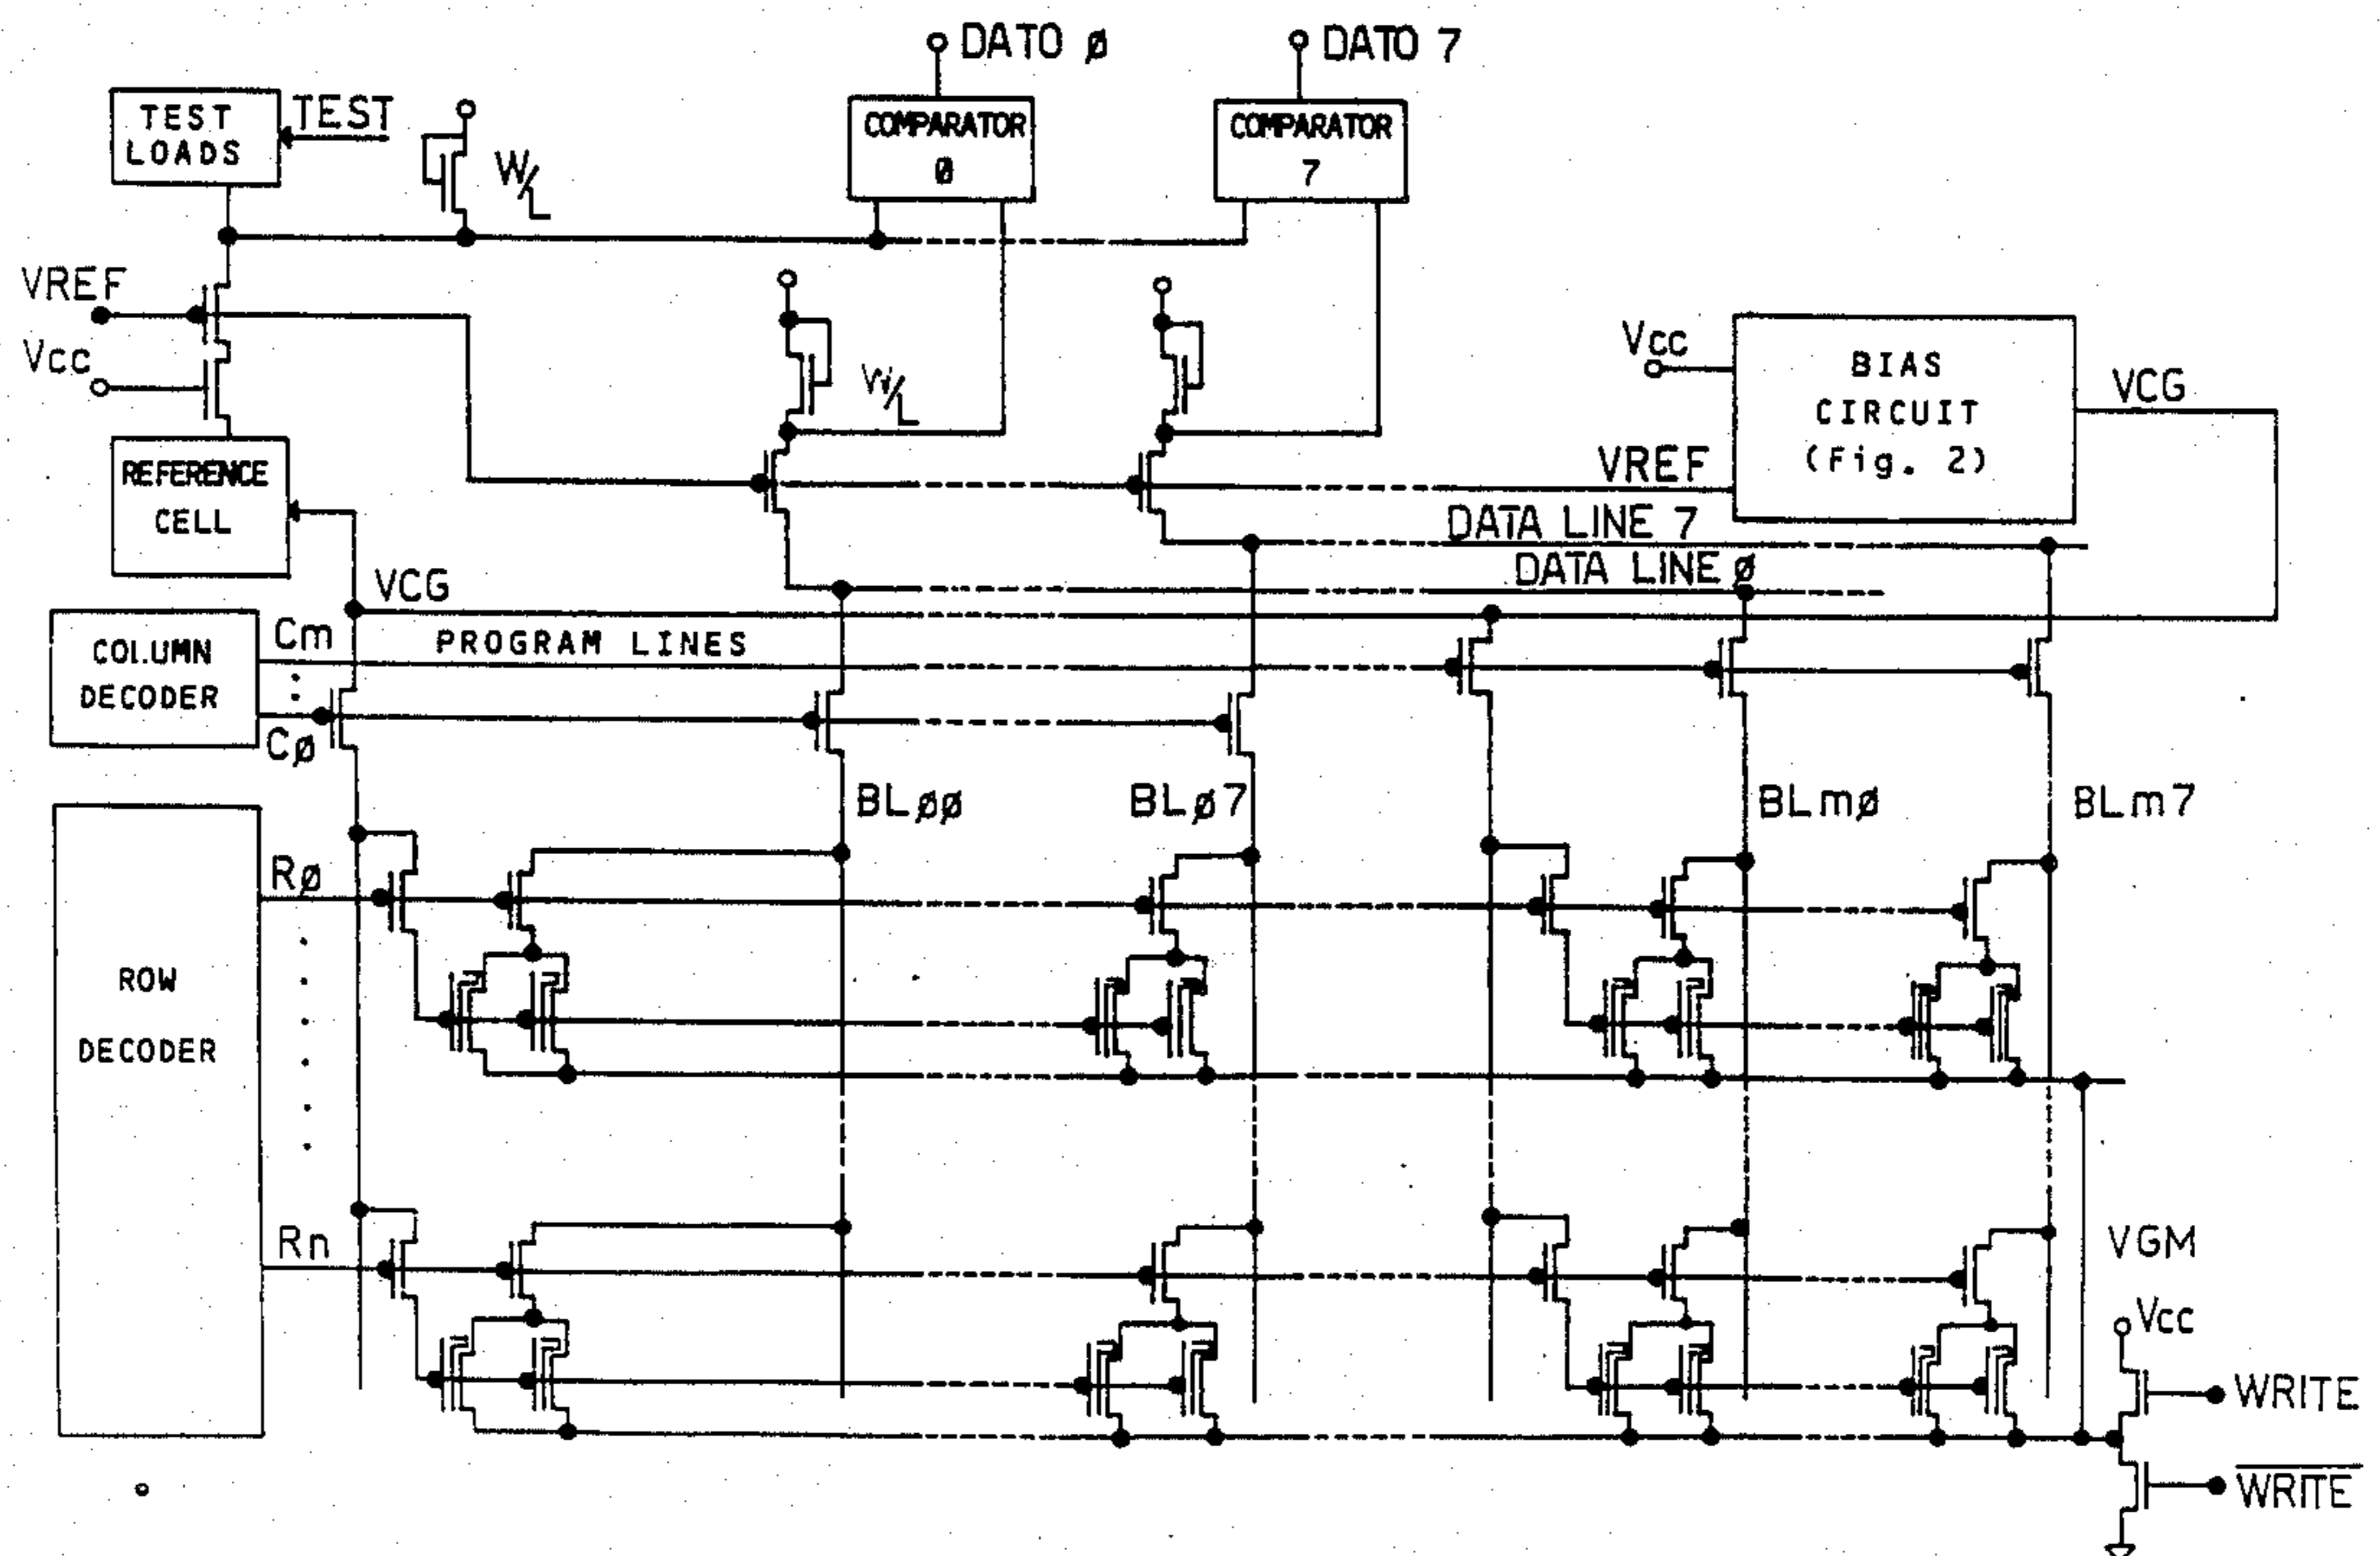 DATO ø
DATO 7
TEST
LOADS
TEST
W/L
COMPARATOR
0
COMPARATOR
7
VREF
Vcc
W/L
Vcc
BIAS
CIRCUIT
(Fig. 2)
VCG
VREF
REFERENCE
CELL
DATA LINE 7
DATA LINE ø
VCG
COLUMN
DECODER
Cm
PROGRAM LINES
Cø
BLøø
BLø7
BLmø
BLm7
Rø
ROW
DECODER
Rn
VGM
Vcc
WRITE
W̅R̅I̅T̅E̅